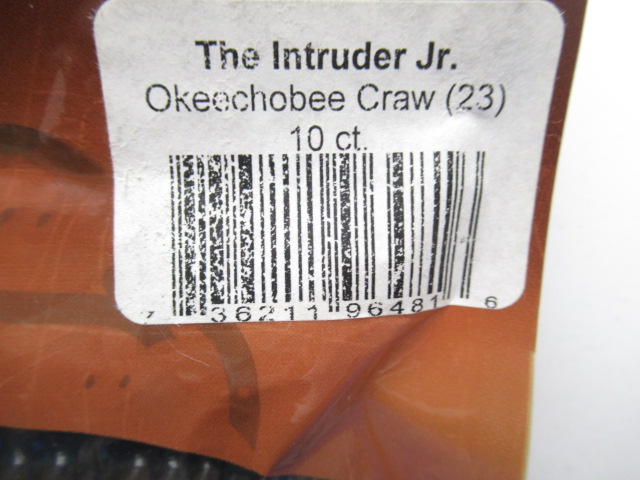 The Intruder Jr.
Okeechobee Craw (23)
10 ct.
7 36211 96481 6